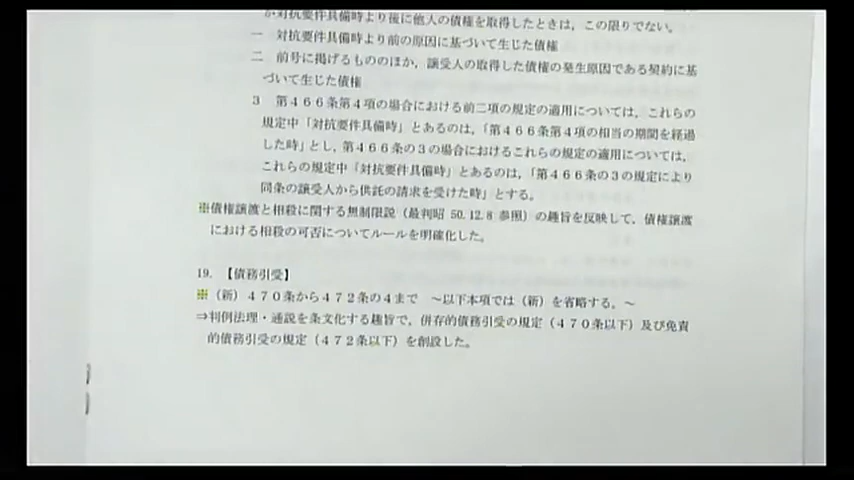 が対抗要件具備時より後に他人の債権を取得したときは、この限りでない。
一 対抗要件具備時より前の原因に基づいて生じた債権
二 前号に掲げるもののほか、譲受人の取得した債権の発生原因である契約に基
づいて生じた債権
3 第466条第4項の場合における前二項の規定の適用については、これらの
規定中「対抗要件具備時」とあるのは、「第466条第4項の相当の期間を経過
した時」とし、第466条の3の場合におけるこれらの規定の適用については、
これらの規定中「対抗要件具備時」とあるのは、「第466条の3の規定により
同条の譲受人から供託の請求を受けた時」とする。
※債権譲渡と相殺に関する無制限説（最判昭 50.12.8 参照）の趣旨を反映して、債権譲渡
における相殺の可否についてルールを明確化した。
19. 【債務引受】
※（新）470条から472条の4まで ～以下本項では（新）を省略する。～
⇒判例法理・通説を条文化する趣旨で、併存的債務引受の規定（470条以下）及び免責
的債務引受の規定（472条以下）を創設した。